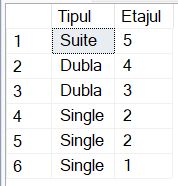 Tipul Etajul
1 Suite 5
2 Dubla 4
3 Dubla 3
4 Single 2
5 Single 2
6 Single 1